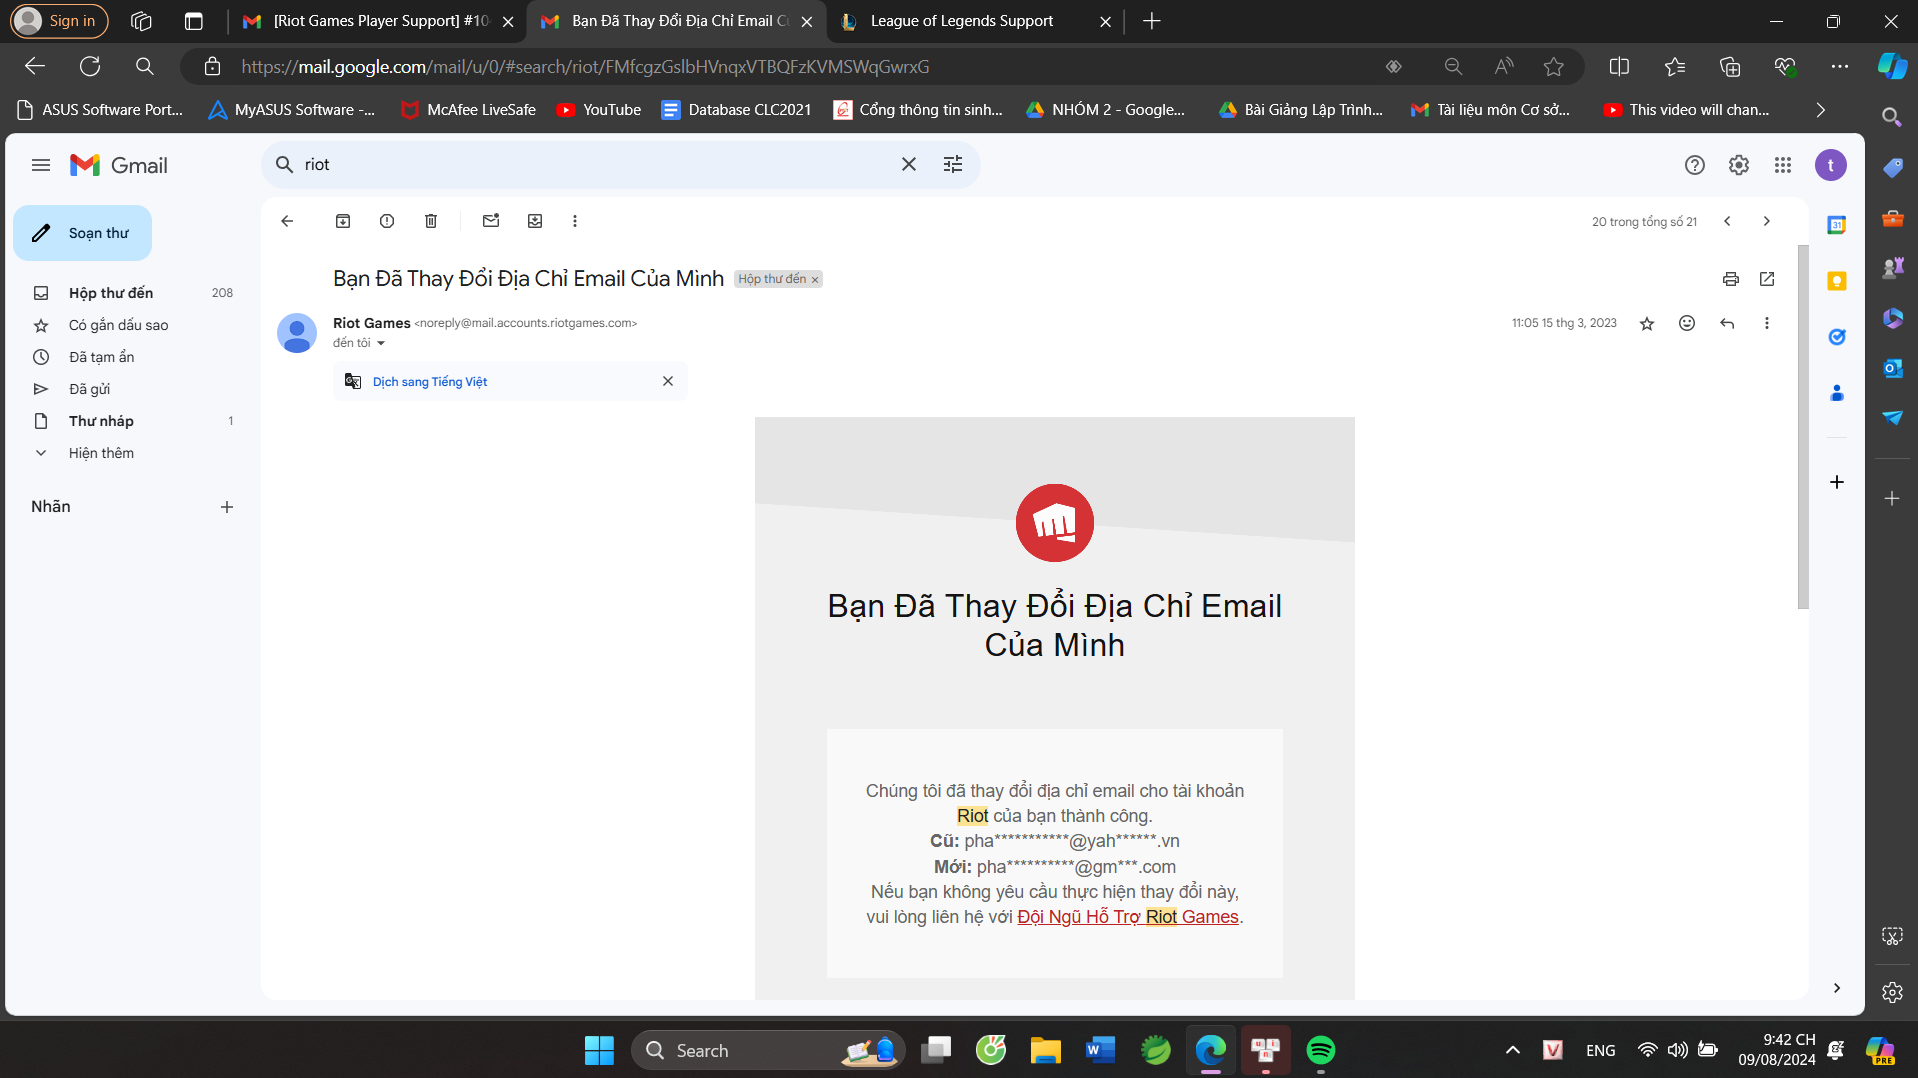 Sign in
[Riot Games Player Support] #10
Bạn Đã Thay Đổi Địa Chỉ Email C
League of Legends Support
https://mail.google.com/mail/u/0/#search/riot/FMfcgzGslbHVnqxVTBQFzKVMSWqGwrxG
ASUS Software Port...
MyASUS Software -...
McAfee LiveSafe
YouTube
Database CLC2021
Cổng thông tin sinh...
NHÓM 2 - Google...
Bài Giảng Lập Trình...
Tài liệu môn Cơ sở...
This video will chan...
Gmail
riot
t
Soạn thư
20 trong tổng số 21
31
Bạn Đã Thay Đổi Địa Chỉ Email Của Mình
Hộp thư đến
Hộp thư đến 208
Có gắn dấu sao
Đã tạm ẩn
Đã gửi
Thư nháp 1
Hiện thêm
Nhãn
Riot Games <noreply@mail.accounts.riotgames.com>
11:05 15 thg 3, 2023
đến tôi
Dịch sang Tiếng Việt
Bạn Đã Thay Đổi Địa Chỉ Email
Của Mình
Chúng tôi đã thay đổi địa chỉ email cho tài khoản
Riot của bạn thành công.
Cũ: pha***********@yah******.vn
Mới: pha**********@gm***.com
Nếu bạn không yêu cầu thực hiện thay đổi này,
vui lòng liên hệ với Đội Ngũ Hỗ Trợ Riot Games.
Search
ENG
9:42 CH
09/08/2024
PRE